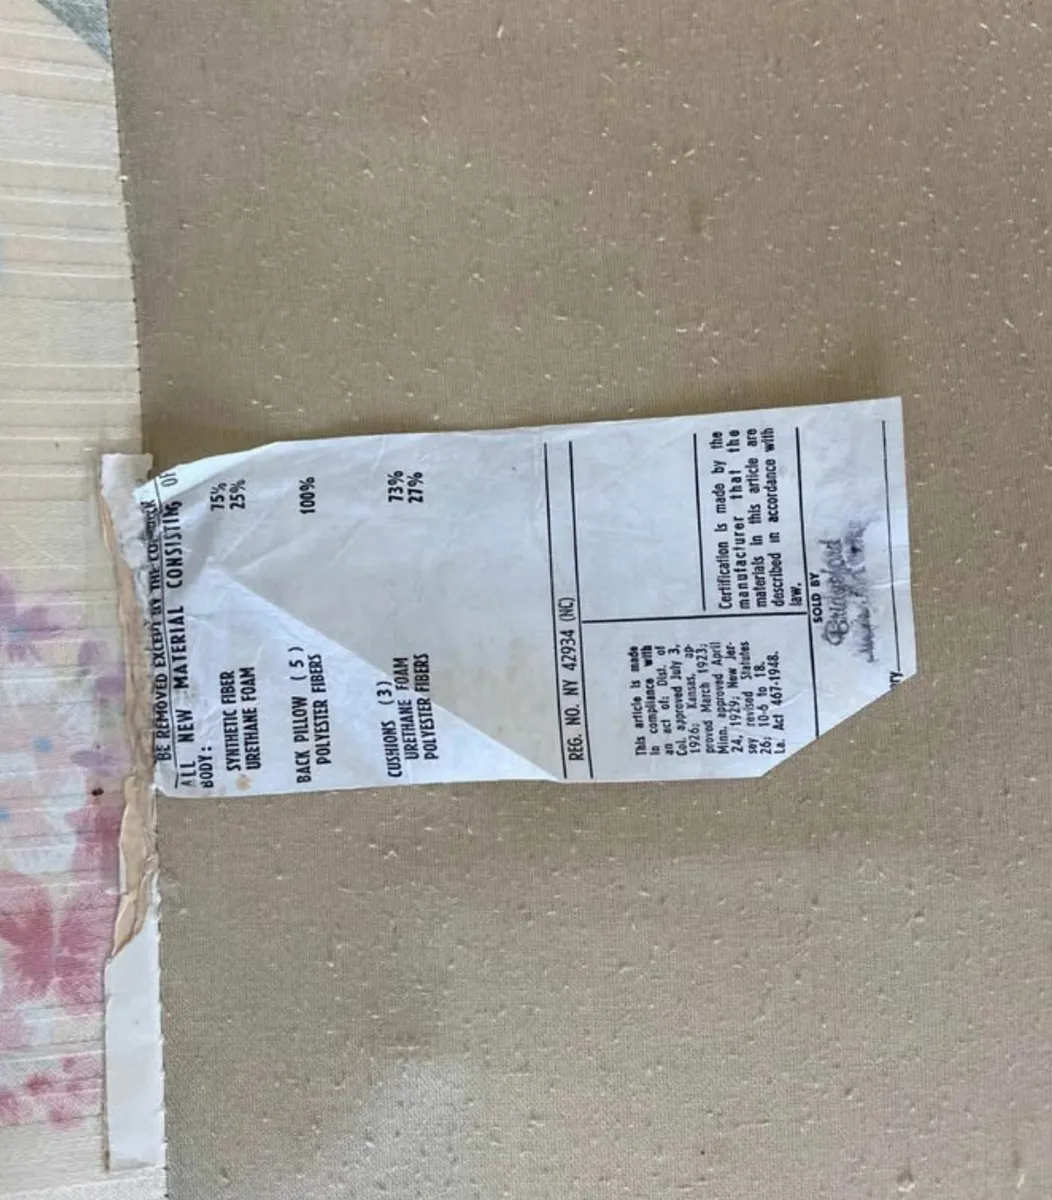 BE REMOVED EXCEPT BY THE
ALL NEW MATERIAL CONSISTING OF
BODY:
SYNTHETIC FIBER 75%
URETHANE FOAM 25%
BACK PILLOW (5)
POLYESTER FIBERS 100%
CUSHIONS (3)
URETHANE FOAM 73%
POLYESTER FIBERS 27%
REG. NO. NY 42934 (NC)
This article is made
in compliance with
an act of: Dist. of
Col. approved July 3,
1926; Kansas, ap-
proved March 1923;
Minn. approved April
24, 1929; New Jer-
sey revised Statutes
26; 10-6 to 18.
La. Act 467-1948.
Certification is made by the
manufacturer that the
materials in this article are
described in accordance with
law.
SOLD BY